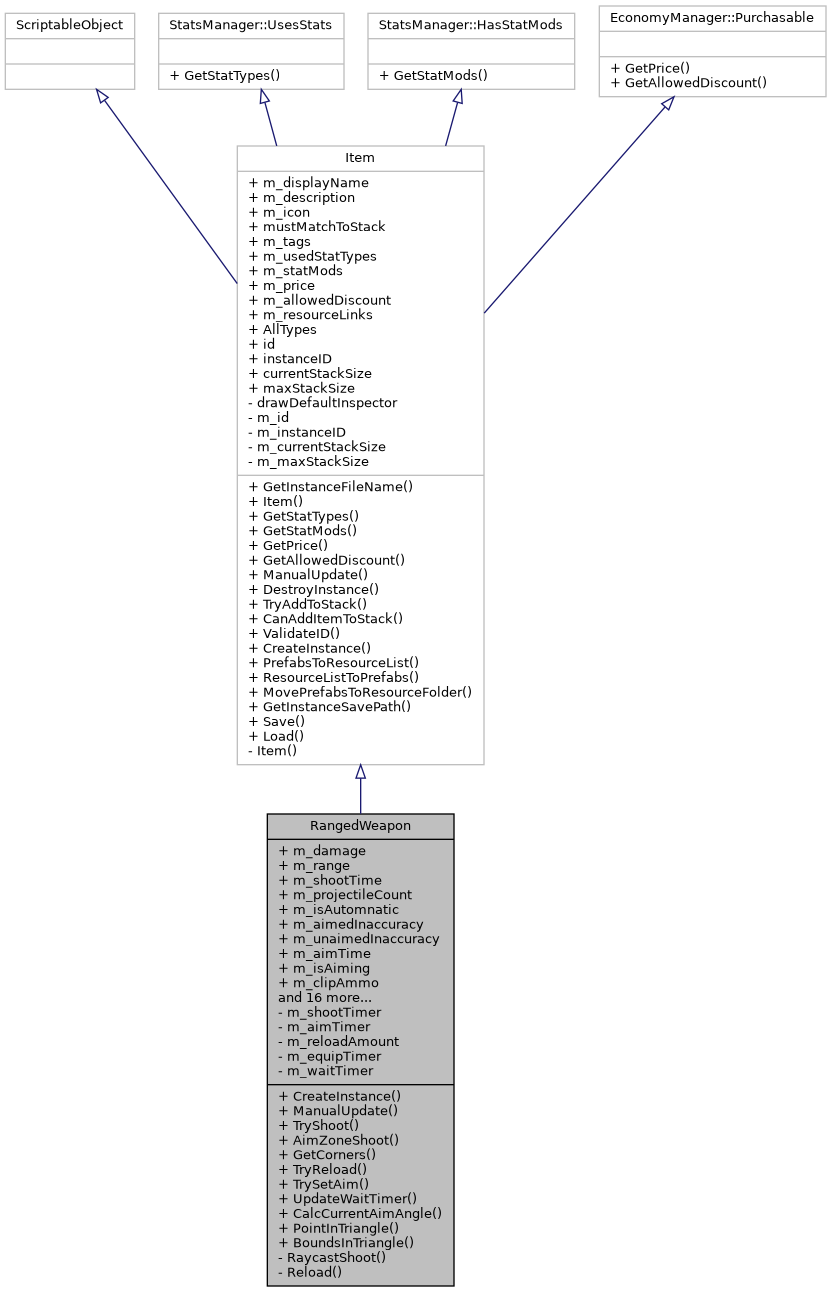 ScriptableObject
StatsManager::UsesStats
+ GetStatTypes()
StatsManager::HasStatMods
+ GetStatMods()
EconomyManager::Purchasable
+ GetPrice()
+ GetAllowedDiscount()
Item
+ m_displayName
+ m_description
+ m_icon
+ mustMatchToStack
+ m_tags
+ m_usedStatTypes
+ m_statMods
+ m_price
+ m_allowedDiscount
+ m_resourceLinks
+ AllTypes
+ id
+ instanceID
+ currentStackSize
+ maxStackSize
- drawDefaultInspector
- m_id
- m_instanceID
- m_currentStackSize
- m_maxStackSize
+ GetInstanceFileName()
+ Item()
+ GetStatTypes()
+ GetStatMods()
+ GetPrice()
+ GetAllowedDiscount()
+ ManualUpdate()
+ DestroyInstance()
+ TryAddToStack()
+ CanAddItemToStack()
+ ValidateID()
+ CreateInstance()
+ PrefabsToResourceList()
+ ResourceListToPrefabs()
+ MovePrefabsToResourceFolder()
+ GetInstanceSavePath()
+ Save()
+ Load()
- Item()
RangedWeapon
+ m_damage
+ m_range
+ m_shootTime
+ m_projectileCount
+ m_isAutomnatic
+ m_aimedInaccuracy
+ m_unaimedInaccuracy
+ m_aimTime
+ m_isAiming
+ m_clipAmmo
and 16 more...
- m_shootTimer
- m_aimTimer
- m_reloadAmount
- m_equipTimer
- m_waitTimer
+ CreateInstance()
+ ManualUpdate()
+ TryShoot()
+ AimZoneShoot()
+ GetCorners()
+ TryReload()
+ TrySetAim()
+ UpdateWaitTimer()
+ CalcCurrentAimAngle()
+ PointInTriangle()
+ BoundsInTriangle()
- RaycastShoot()
- Reload()